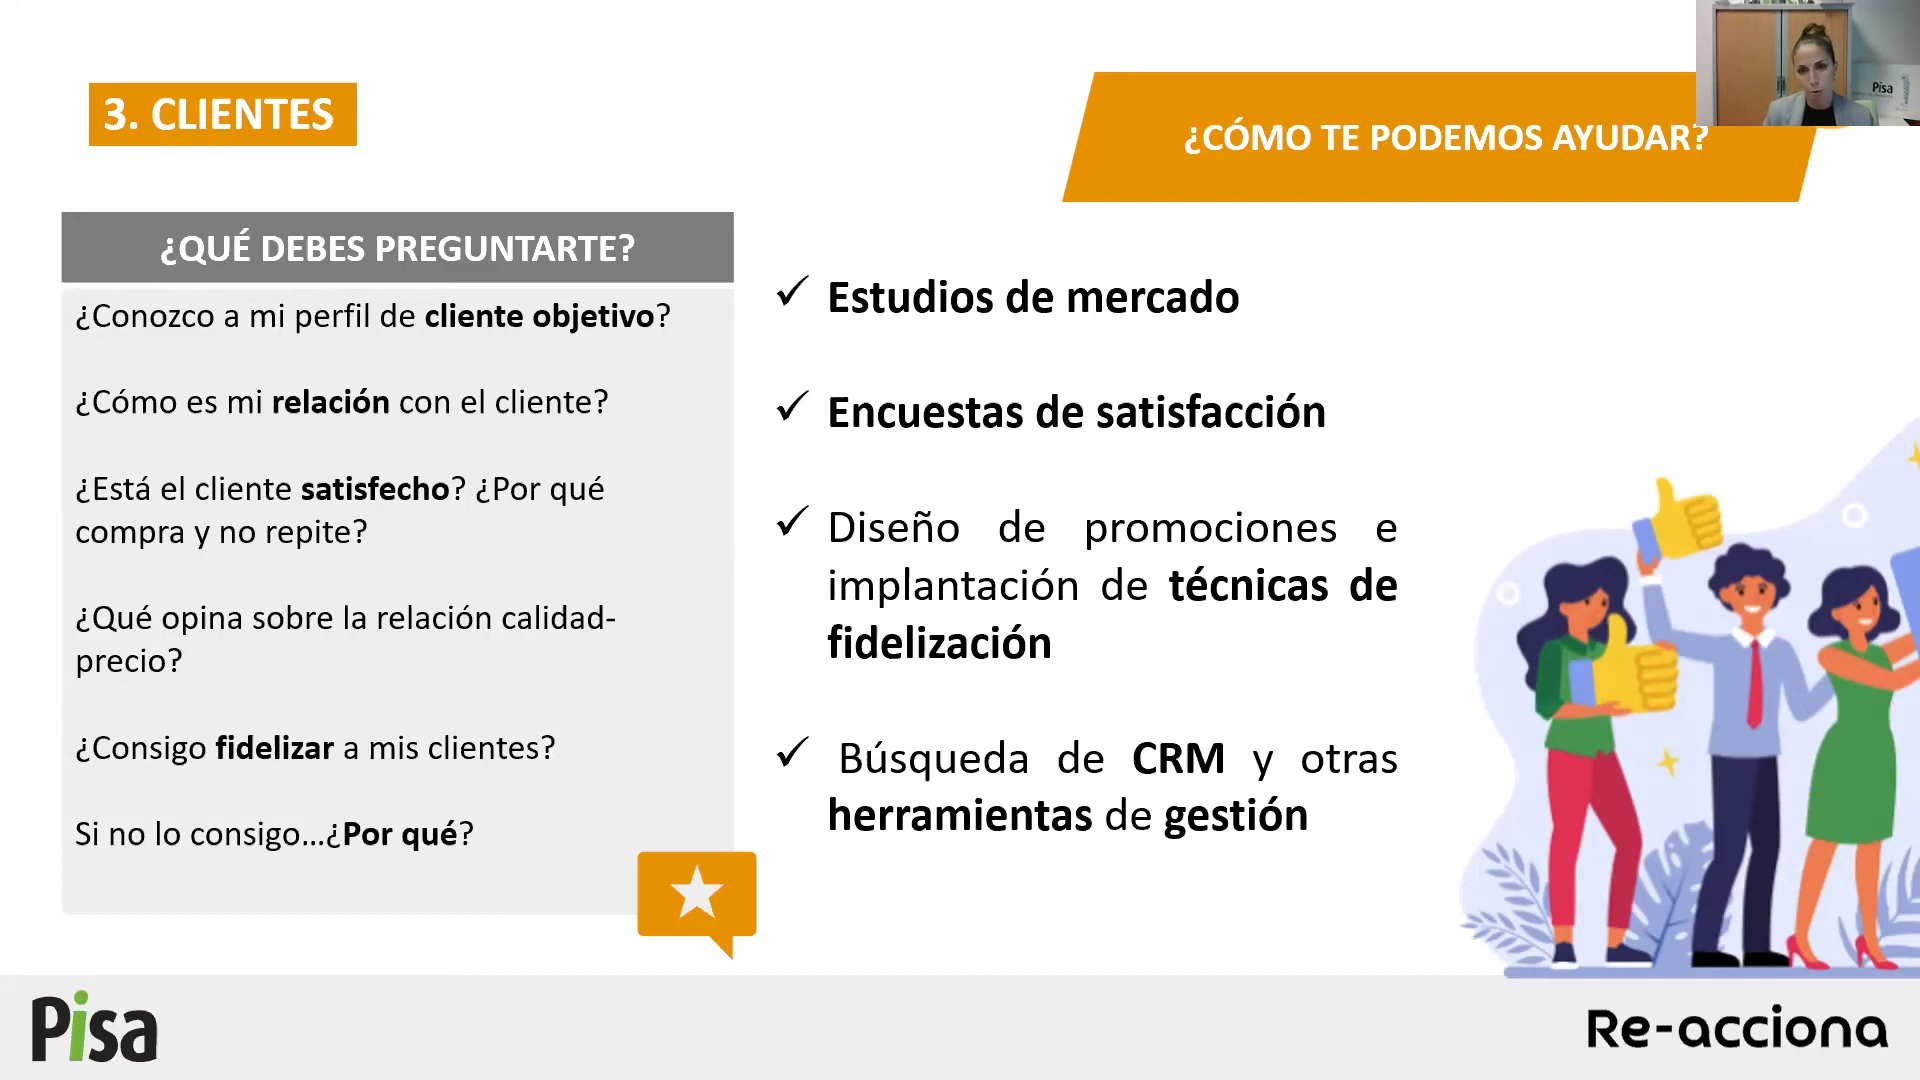 3. CLIENTES
¿CÓMO TE PODEMOS AYUDAR?
Pisa
¿QUÉ DEBES PREGUNTARTE?
¿Conozco a mi perfil de cliente objetivo?
¿Cómo es mi relación con el cliente?
¿Está el cliente satisfecho? ¿Por qué
compra y no repite?
¿Qué opina sobre la relación calidad-
precio?
¿Consigo fidelizar a mis clientes?
Si no lo consigo...¿Por qué?
✓ Estudios de mercado
✓ Encuestas de satisfacción
✓ Diseño de promociones e
implantación de técnicas de
fidelización
✓ Búsqueda de CRM y otras
herramientas de gestión
Pisa
Re-acciona